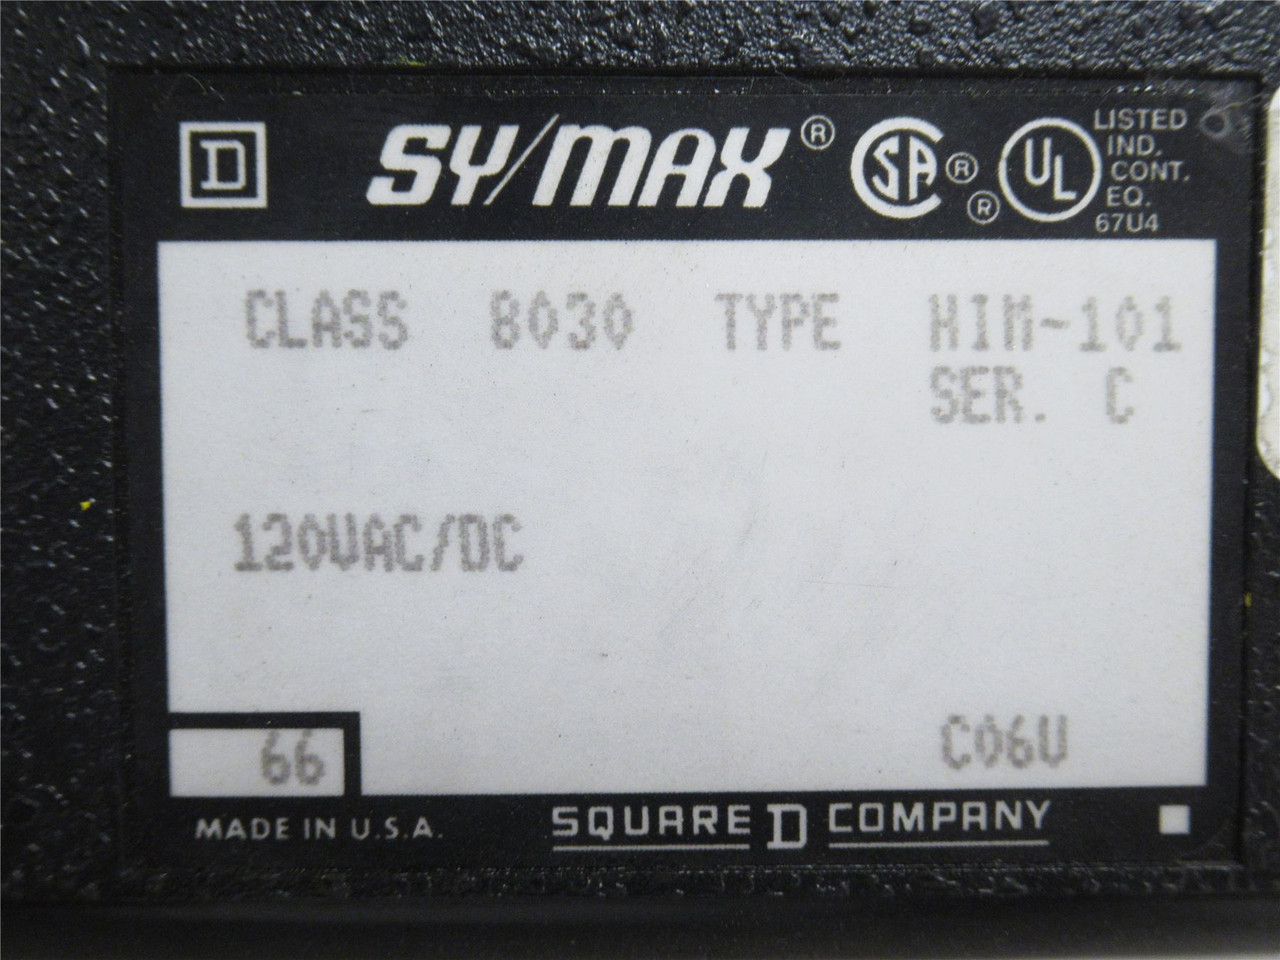 D SY/MAX® SA® ® UL LISTED
IND.
CONT.
EQ.
67U4
CLASS 8030 TYPE HIM-101
SER. C
120VAC/DC
66 C06V
MADE IN U.S.A. SQUARE D COMPANY